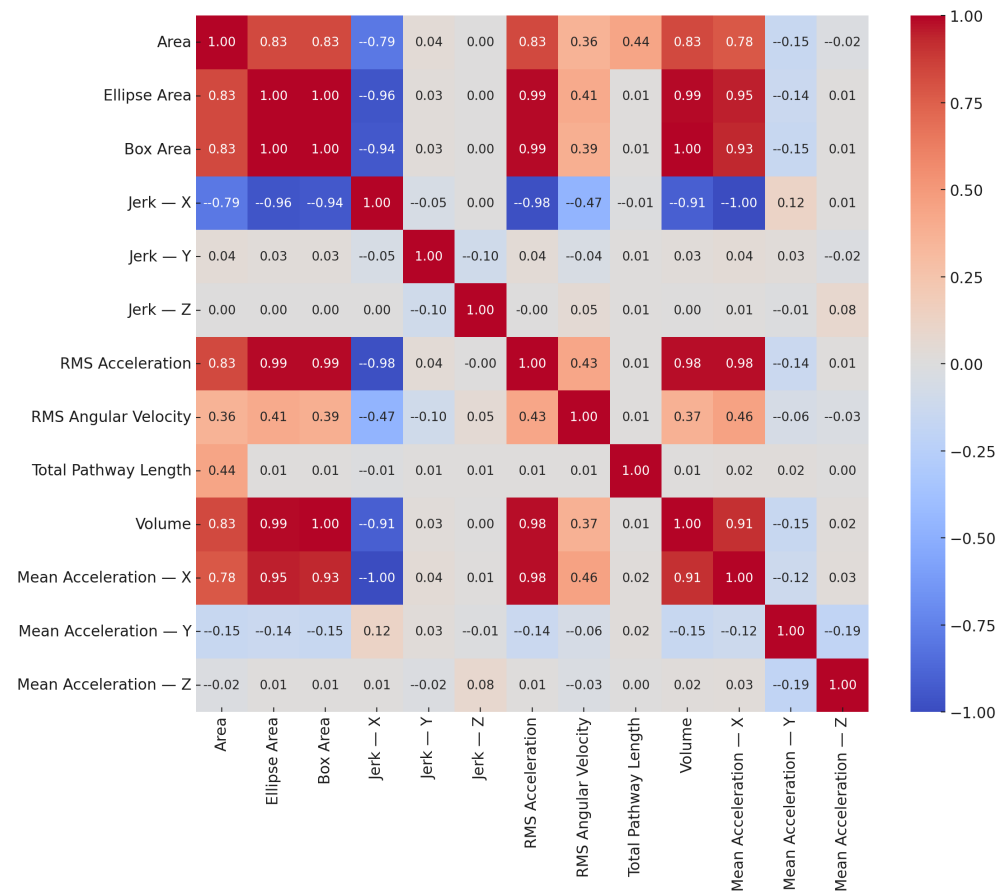 Area 1.00 0.83 0.83 --0.79 0.04 0.00 0.83 0.36 0.44 0.83 0.78 --0.15 --0.02
Ellipse Area 0.83 1.00 1.00 --0.96 0.03 0.00 0.99 0.41 0.01 0.99 0.95 --0.14 0.01
Box Area 0.83 1.00 1.00 --0.94 0.03 0.00 0.99 0.39 0.01 1.00 0.93 --0.15 0.01
Jerk — X --0.79 --0.96 --0.94 1.00 --0.05 0.00 --0.98 --0.47 --0.01 --0.91 --1.00 0.12 0.01
Jerk — Y 0.04 0.03 0.03 --0.05 1.00 --0.10 0.04 --0.04 0.01 0.03 0.04 0.03 --0.02
Jerk — Z 0.00 0.00 0.00 0.00 --0.10 1.00 -0.00 0.05 0.01 0.00 0.01 --0.01 0.08
RMS Acceleration 0.83 0.99 0.99 --0.98 0.04 -0.00 1.00 0.43 0.01 0.98 0.98 --0.14 0.01
RMS Angular Velocity 0.36 0.41 0.39 --0.47 --0.10 0.05 0.43 1.00 0.01 0.37 0.46 --0.06 --0.03
Total Pathway Length 0.44 0.01 0.01 --0.01 0.01 0.01 0.01 0.01 1.00 0.01 0.02 0.02 0.00
Volume 0.83 0.99 1.00 --0.91 0.03 0.00 0.98 0.37 0.01 1.00 0.91 --0.15 0.02
Mean Acceleration — X 0.78 0.95 0.93 --1.00 0.04 0.01 0.98 0.46 0.02 0.91 1.00 --0.12 0.03
Mean Acceleration — Y --0.15 --0.14 --0.15 0.12 0.03 --0.01 --0.14 --0.06 0.02 --0.15 --0.12 1.00 --0.19
Mean Acceleration — Z --0.02 0.01 0.01 0.01 --0.02 0.08 0.01 --0.03 0.00 0.02 0.03 --0.19 1.00
Area
Ellipse Area
Box Area
Jerk — X
Jerk — Y
Jerk — Z
RMS Acceleration
RMS Angular Velocity
Total Pathway Length
Volume
Mean Acceleration — X
Mean Acceleration — Y
Mean Acceleration — Z
1.00
0.75
0.50
0.25
0.00
−0.25
−0.50
−0.75
−1.00